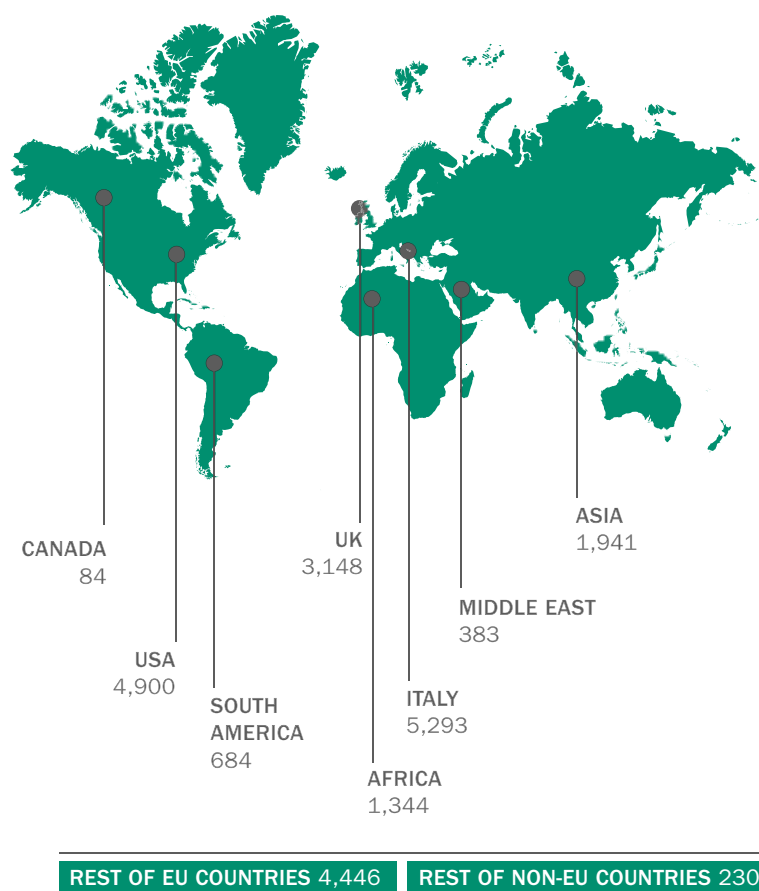 CANADA
84
USA
4,900
SOUTH
AMERICA
684
UK
3,148
AFRICA
1,344
ITALY
5,293
MIDDLE EAST
383
ASIA
1,941
REST OF EU COUNTRIES 4,446
REST OF NON-EU COUNTRIES 230